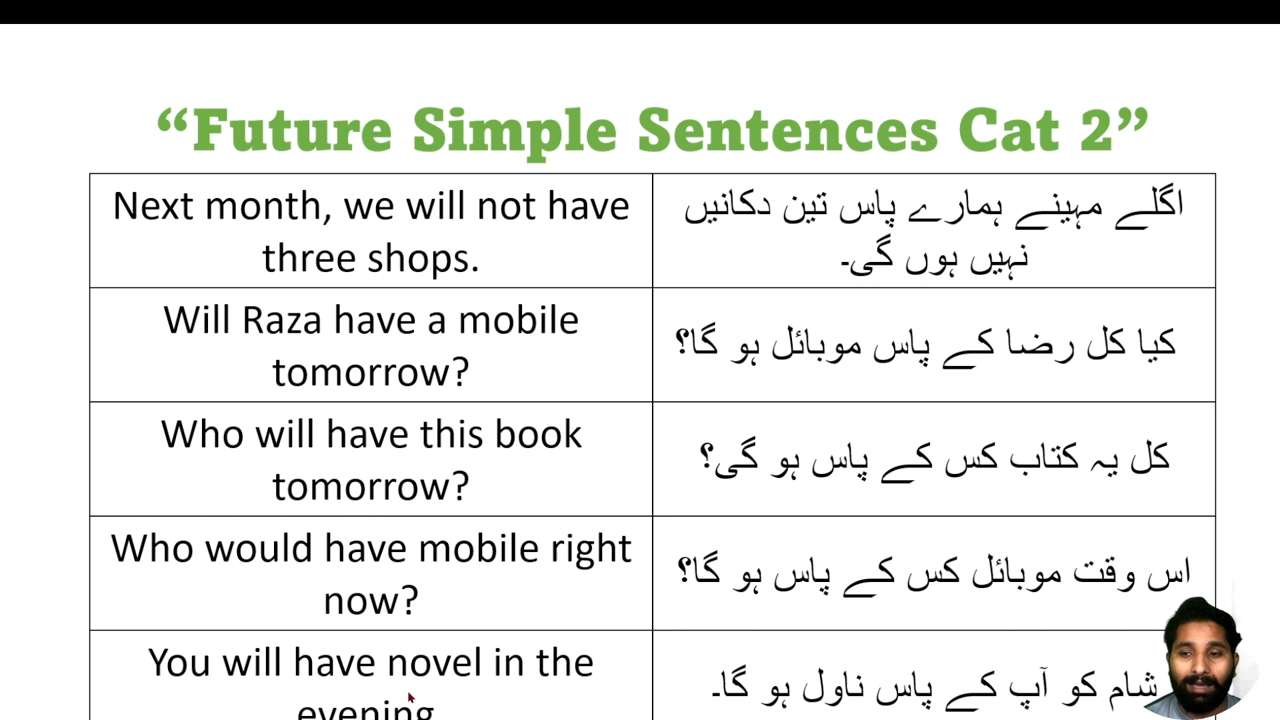 “Future Simple Sentences Cat 2”
Next month, we will not have
three shops.
اگلے مہینے ہمارے پاس تین دکانیں
نہیں ہوں گی۔
Will Raza have a mobile
tomorrow?
کیا کل رضا کے پاس موبائل ہو گا؟
Who will have this book
tomorrow?
کل یہ کتاب کس کے پاس ہو گی؟
Who would have mobile right
now?
اس وقت موبائل کس کے پاس ہو گا؟
You will have novel in the
evening
شام کو آپ کے پاس ناول ہو گا۔